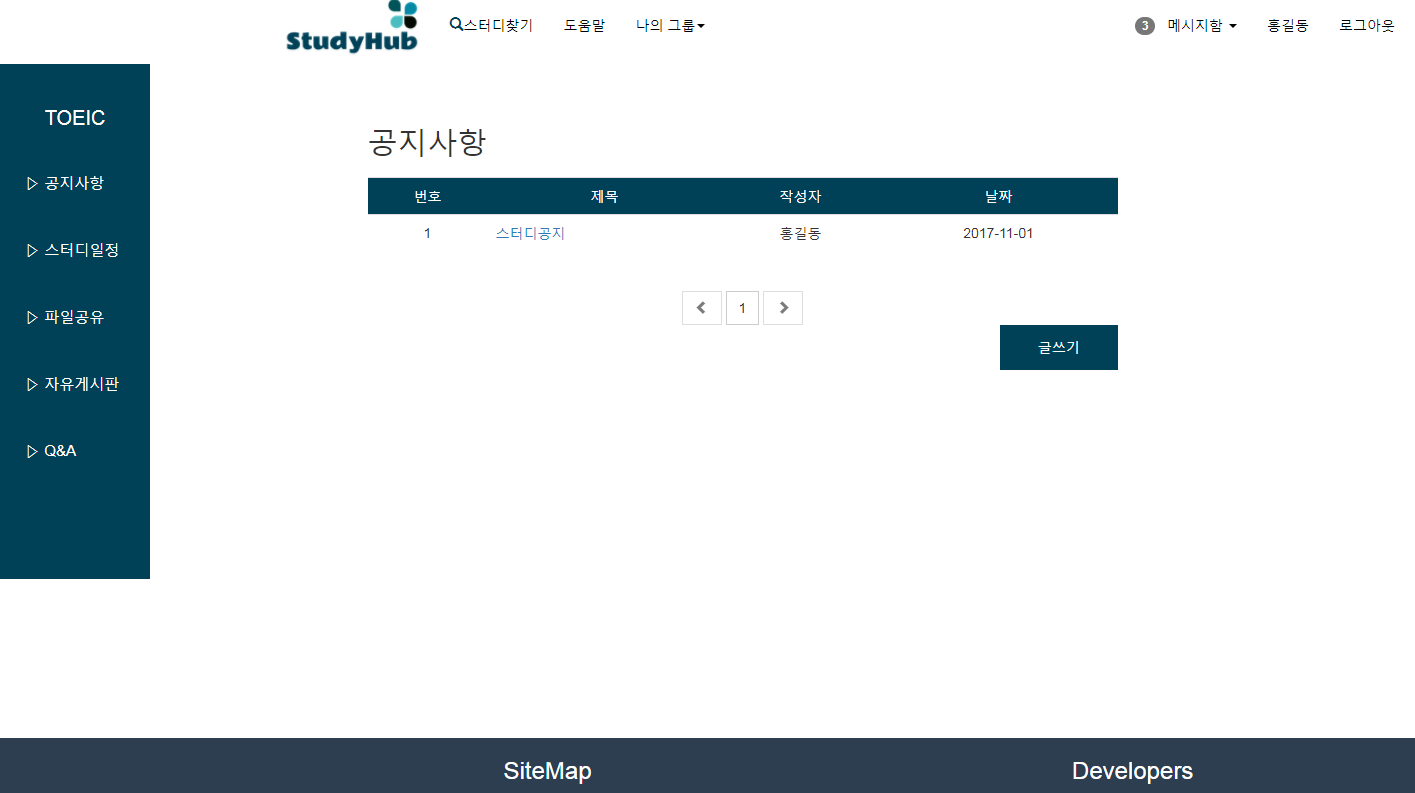 StudyHub 스터디찾기 도움말 나의 그룹 3 메시지함 홍길동 로그아웃
TOEIC
▷ 공지사항
▷ 스터디일정
▷ 파일공유
▷ 자유게시판
▷ Q&A
공지사항
번호 제목 작성자 날짜
1 스터디공지 홍길동 2017-11-01
1
글쓰기
SiteMap Developers